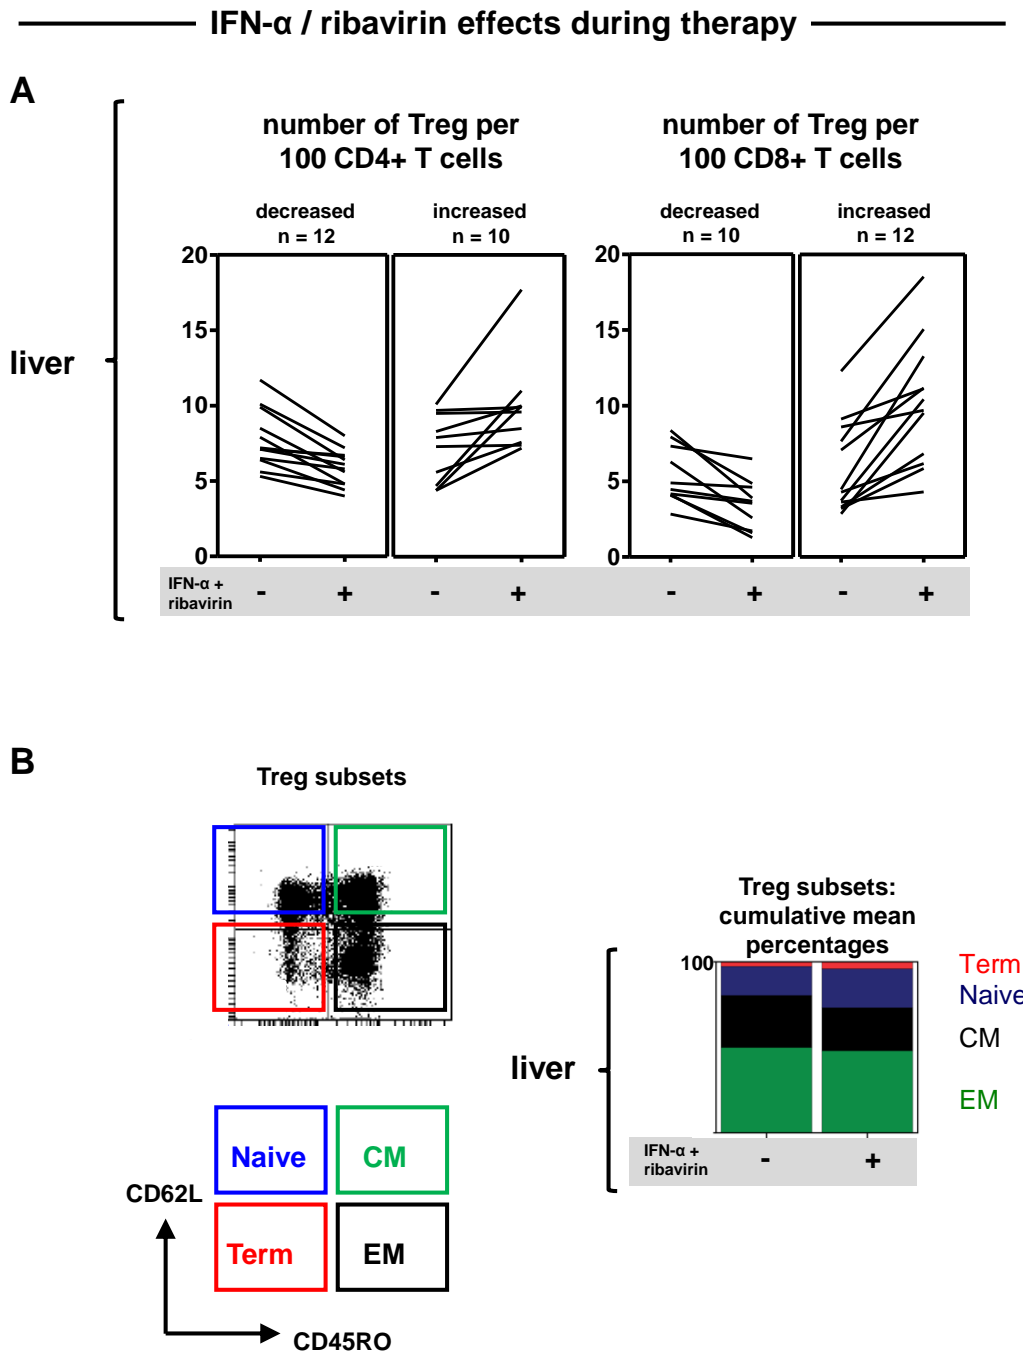 IFN-α / ribavirin effects during therapy
A
number of Treg per
100 CD4+ T cells
number of Treg per
100 CD8+ T cells
decreased
n = 12
increased
n = 10
decreased
n = 10
increased
n = 12
20
15
10
5
0
20
15
10
5
0
liver
IFN-α +
ribavirin
- + - + - + - +
B
Treg subsets
Treg subsets:
cumulative mean
percentages
100
Term
Naive
CM
EM
liver
IFN-α +
ribavirin
- +
Naive CM
CD62L
Term EM
CD45RO